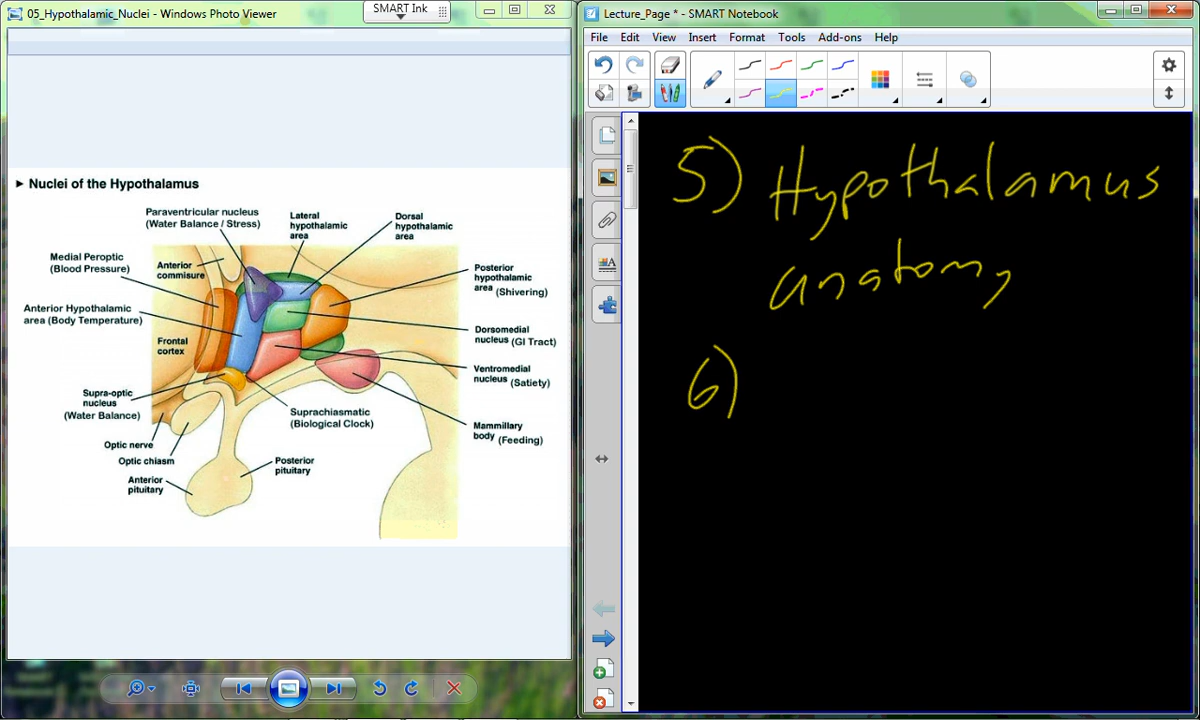 05_Hypothalamic_Nuclei - Windows Photo Viewer
SMART Ink
► Nuclei of the Hypothalamus
Paraventricular nucleus
(Water Balance / Stress)
Lateral
hypothalamic
area
Dorsal
hypothalamic
area
Medial Peroptic
(Blood Pressure)
Anterior
commisure
Posterior
hypothalamic
area (Shivering)
Anterior Hypothalamic
area (Body Temperature)
Frontal
cortex
Dorsomedial
nucleus (GI Tract)
Ventromedial
nucleus (Satiety)
Supra-optic
nucleus
(Water Balance)
Suprachiasmatic
(Biological Clock)
Mammillary
body (Feeding)
Optic nerve
Optic chiasm
Anterior
pituitary
Posterior
pituitary
Lecture_Page * - SMART Notebook
File Edit View Insert Format Tools Add-ons Help
5) Hypothalamus
anatomy
6)